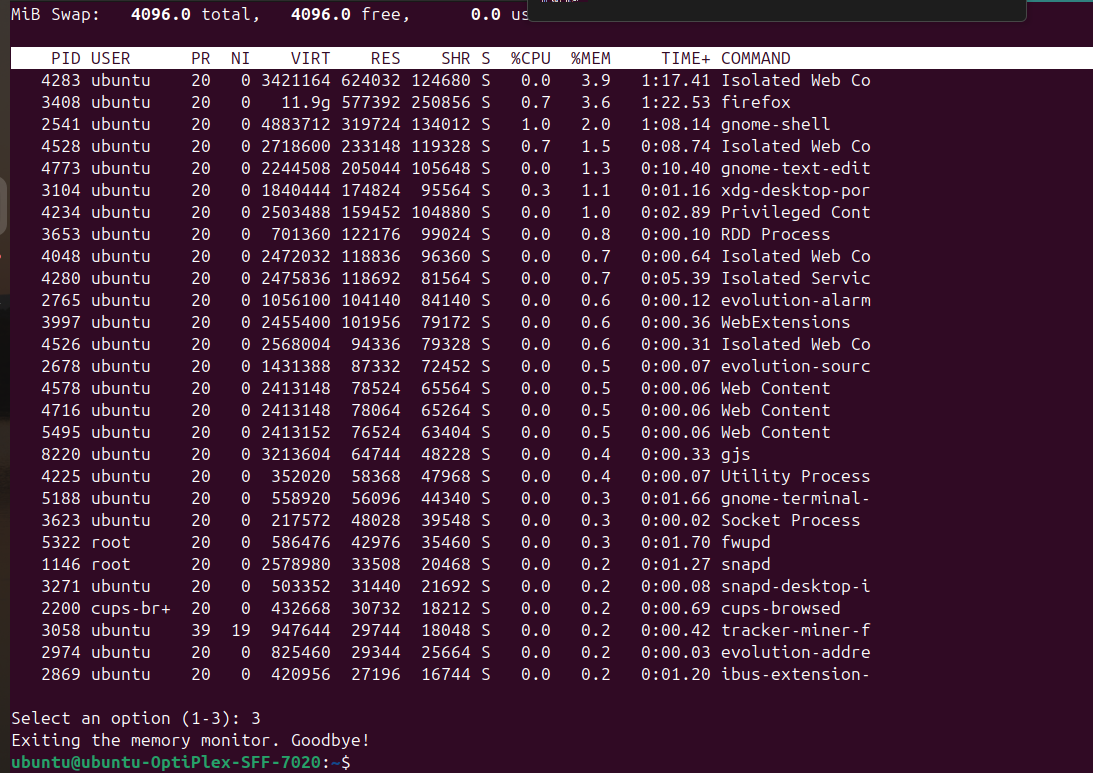 MiB Swap:   4096.0 total,   4096.0 free,      0.0 us
    PID USER      PR  NI    VIRT    RES    SHR S  %CPU  %MEM     TIME+ COMMAND
   4283 ubuntu    20   0 3421164 624032 124680 S   0.0   3.9   1:17.41 Isolated Web Co
   3408 ubuntu    20   0   11.9g 577392 250856 S   0.7   3.6   1:22.53 firefox
   2541 ubuntu    20   0 4883712 319724 134012 S   1.0   2.0   1:08.14 gnome-shell
   4528 ubuntu    20   0 2718600 233148 119328 S   0.7   1.5   0:08.74 Isolated Web Co
   4773 ubuntu    20   0 2244508 205044 105648 S   0.0   1.3   0:10.40 gnome-text-edit
   3104 ubuntu    20   0 1840444 174824  95564 S   0.3   1.1   0:01.16 xdg-desktop-por
   4234 ubuntu    20   0 2503488 159452 104880 S   0.0   1.0   0:02.89 Privileged Cont
   3653 ubuntu    20   0  701360 122176  99024 S   0.0   0.8   0:00.10 RDD Process
   4048 ubuntu    20   0 2472032 118836  96360 S   0.0   0.7   0:00.64 Isolated Web Co
   4280 ubuntu    20   0 2475836 118692  81564 S   0.0   0.7   0:05.39 Isolated Servic
   2765 ubuntu    20   0 1056100 104140  84140 S   0.0   0.6   0:00.12 evolution-alarm
   3997 ubuntu    20   0 2455400 101956  79172 S   0.0   0.6   0:00.36 WebExtensions
   4526 ubuntu    20   0 2568004  94336  79328 S   0.0   0.6   0:00.31 Isolated Web Co
   2678 ubuntu    20   0 1431388  87332  72452 S   0.0   0.5   0:00.07 evolution-sourc
   4578 ubuntu    20   0 2413148  78524  65564 S   0.0   0.5   0:00.06 Web Content
   4716 ubuntu    20   0 2413148  78064  65264 S   0.0   0.5   0:00.06 Web Content
   5495 ubuntu    20   0 2413152  76524  63404 S   0.0   0.5   0:00.06 Web Content
   8220 ubuntu    20   0 3213604  64744  48228 S   0.0   0.4   0:00.33 gjs
   4225 ubuntu    20   0  352020  58368  47968 S   0.0   0.4   0:00.07 Utility Process
   5188 ubuntu    20   0  558920  56096  44340 S   0.0   0.3   0:01.66 gnome-terminal-
   3623 ubuntu    20   0  217572  48028  39548 S   0.0   0.3   0:00.02 Socket Process
   5322 root      20   0  586476  42976  35460 S   0.0   0.3   0:01.70 fwupd
   1146 root      20   0 2578980  33508  20468 S   0.0   0.2   0:01.27 snapd
   3271 ubuntu    20   0  503352  31440  21692 S   0.0   0.2   0:00.08 snapd-desktop-i
   2200 cups-br+  20   0  432668  30732  18212 S   0.0   0.2   0:00.69 cups-browsed
   3058 ubuntu    39  19  947644  29744  18048 S   0.0   0.2   0:00.42 tracker-miner-f
   2974 ubuntu    20   0  825460  29344  25664 S   0.0   0.2   0:00.03 evolution-addre
   2869 ubuntu    20   0  420956  27196  16744 S   0.0   0.2   0:01.20 ibus-extension-
Select an option (1-3): 3
Exiting the memory monitor. Goodbye!
ubuntu@ubuntu-OptiPlex-SFF-7020:~$